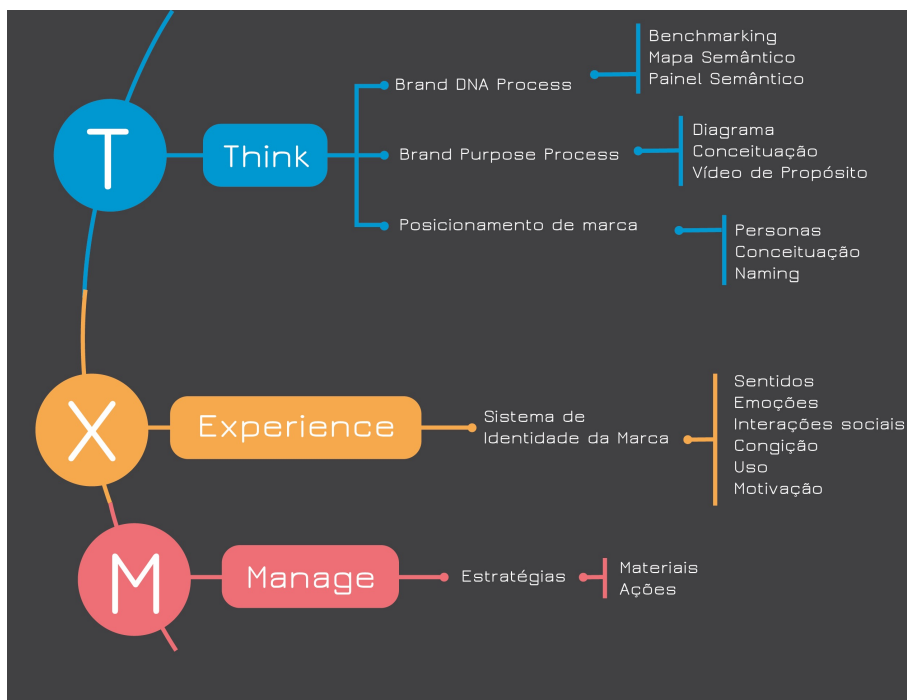 T
Think
Brand DNA Process
Benchmarking
Mapa Semântico
Painel Semântico
Brand Purpose Process
Diagrama
Conceituação
Vídeo de Propósito
Posicionamento de marca
Personas
Conceituação
Naming
X
Experience
Sistema de
Identidade da Marca
Sentidos
Emoções
Interações sociais
Congição
Uso
Motivação
M
Manage
Estratégias
Materiais
Ações